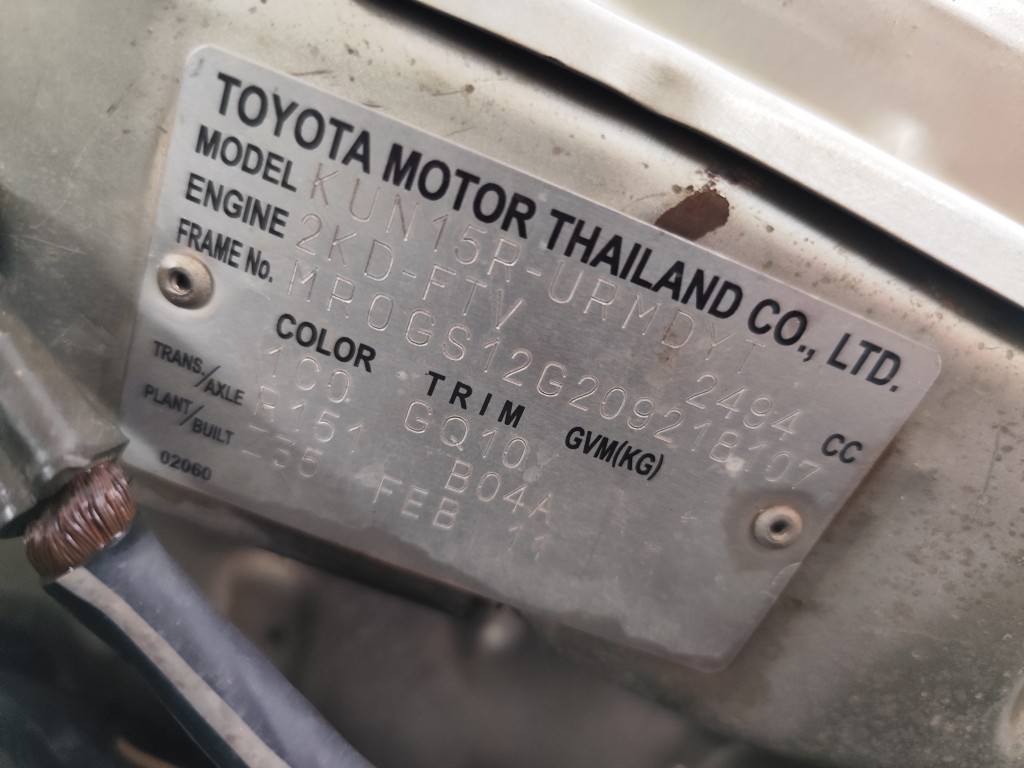 TOYOTA MOTOR THAILAND CO., LTD.
MODEL KUN15R-URMDYT
ENGINE 2KD-FTV 2494 CC
FRAME No. MR0GS12G209218107
COLOR TRIM GVM(KG)
1C0 GQ10
TRANS/AXLE R151 B04A
PLANT/BUILT FEB 11
02060